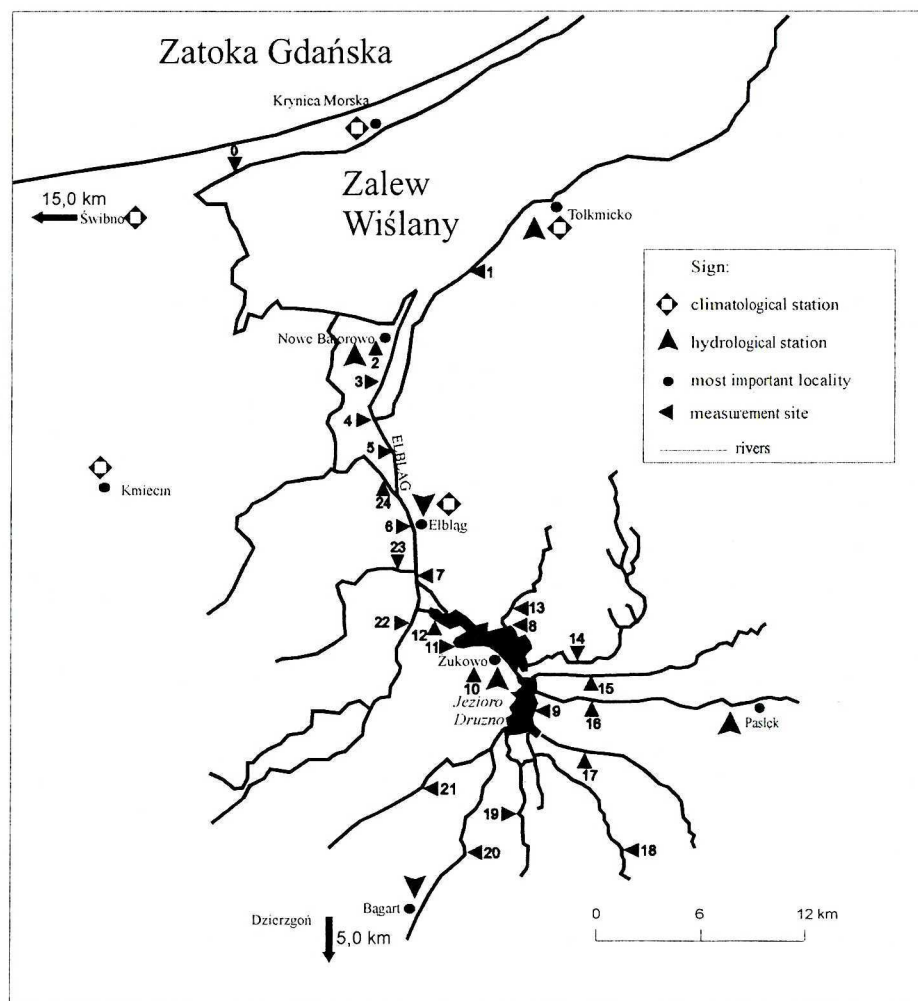 Zatoka Gdańska
Krynica Morska
0
15,0 km
Świbno
Zalew
Wiślany
Tolkmicko
1
Sign:
climatological station
hydrological station
most important locality
measurement site
rivers
Nowe Batorowo
2
3
4
5
ELBLĄG
24
Kmiecin
Elbląg
6
23
7
13
22
12
8
11
14
Żukowo
10
15
Jezioro
Druzno
9
16
Pasłęk
17
21
19
20
18
Bągart
Dzierzgoń
5,0 km
0
6
12 km